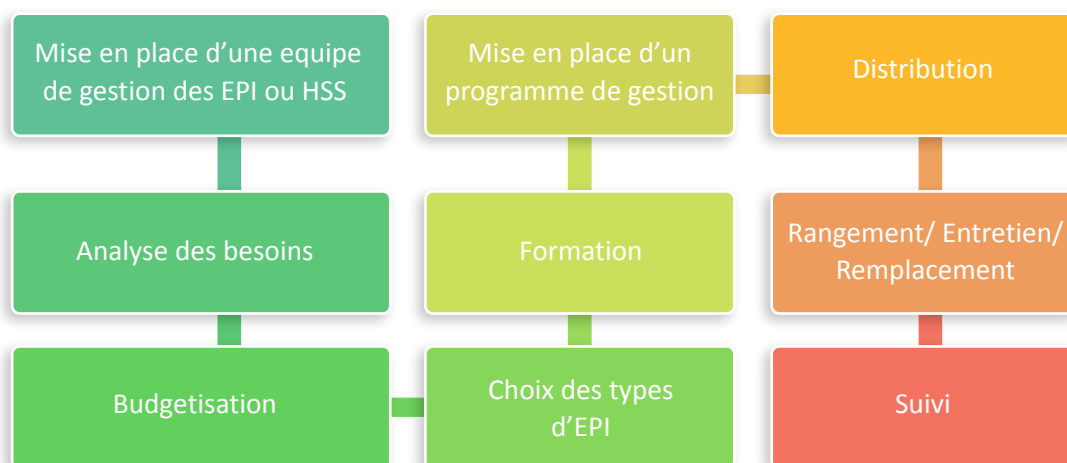 Mise en place d’une equipe
de gestion des EPI ou HSS
Analyse des besoins
Budgetisation
Choix des types
d’EPI
Formation
Mise en place d’un
programme de gestion
Distribution
Rangement/ Entretien/
Remplacement
Suivi